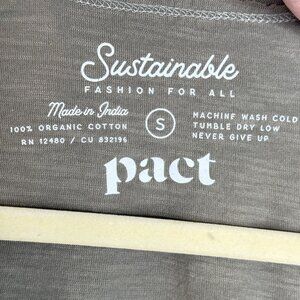 Sustainable
FASHION FOR ALL
Made in India
100% ORGANIC COTTON
RN 12480 / CU 832196
S
MACHINE WASH COLD
TUMBLE DRY LOW
NEVER GIVE UP.
pact